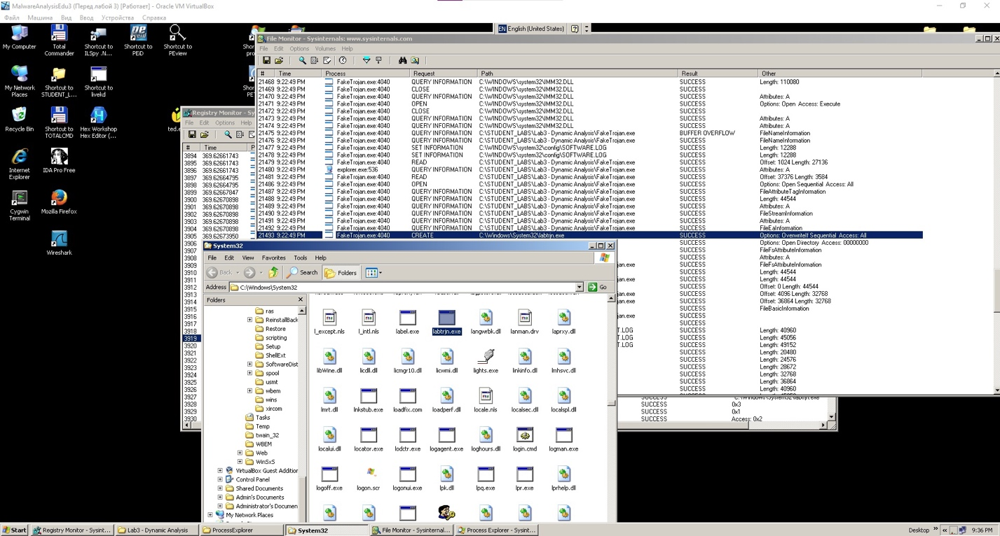 MalwareAnalysisEdu3 (Перед лабой 3) [Работает] - Oracle VM VirtualBox
Файл Машина Вид Ввод Устройства Справка
My Computer
Total Commander
Shortcut to ILSpy .N...
Shortcut to PEiD
Shortcut to PEview
My Network Places
Shortcut to STUDENT_L...
Shortcut to livekd
Recycle Bin
Shortcut to TOTALCMD
Hex Workshop Hex Editor (...
Internet Explorer
IDA Pro Free
Cygwin Terminal
Mozilla Firefox
Wireshark
EN English (United States)
File Monitor - Sysinternals: www.sysinternals.com
File Edit Options Volumes Help
# Time Process Request Path Result Other
21468 9:22:49 PM FakeTrojan.exe:4040 QUERY INFORMATION C:\WINDOWS\system32\IMM32.DLL SUCCESS Length: 110080
21469 9:22:49 PM FakeTrojan.exe:4040 CLOSE C:\WINDOWS\system32\IMM32.DLL SUCCESS
21470 9:22:49 PM FakeTrojan.exe:4040 QUERY INFORMATION C:\WINDOWS\system32\IMM32.DLL SUCCESS Attributes: A
21471 9:22:49 PM FakeTrojan.exe:4040 OPEN C:\WINDOWS\system32\IMM32.DLL SUCCESS Options: Open Access: Execute
21472 9:22:49 PM FakeTrojan.exe:4040 CLOSE C:\WINDOWS\system32\IMM32.DLL SUCCESS
21473 9:22:49 PM FakeTrojan.exe:4040 QUERY INFORMATION C:\WINDOWS\system32\IMM32.DLL SUCCESS Attributes: A
21474 9:22:49 PM FakeTrojan.exe:4040 QUERY INFORMATION C:\WINDOWS\system32\IMM32.DLL SUCCESS Attributes: A
21475 9:22:49 PM FakeTrojan.exe:4040 QUERY INFORMATION C:\STUDENT_LABS\Lab3 - Dynamic Analysis\FakeTrojan.exe BUFFER OVERFLOW FileNameInformation
21476 9:22:49 PM FakeTrojan.exe:4040 QUERY INFORMATION C:\STUDENT_LABS\Lab3 - Dynamic Analysis\FakeTrojan.exe SUCCESS FileNameInformation
21477 9:22:49 PM FakeTrojan.exe:4040 SET INFORMATION C:\WINDOWS\system32\config\SOFTWARE.LOG SUCCESS Length: 12288
21478 9:22:49 PM FakeTrojan.exe:4040 SET INFORMATION C:\WINDOWS\system32\config\SOFTWARE.LOG SUCCESS Length: 12288
21479 9:22:49 PM FakeTrojan.exe:4040 READ C:\STUDENT_LABS\Lab3 - Dynamic Analysis\FakeTrojan.exe SUCCESS Offset: 1024 Length: 27136
21480 9:22:49 PM explorer.exe:536 QUERY INFORMATION C:\STUDENT_LABS\Lab3 - Dynamic Analysis\FakeTrojan.exe SUCCESS Attributes: A
21481 9:22:49 PM FakeTrojan.exe:4040 READ C:\STUDENT_LABS\Lab3 - Dynamic Analysis\FakeTrojan.exe SUCCESS Offset: 37376 Length: 3584
21486 9:22:49 PM FakeTrojan.exe:4040 OPEN C:\STUDENT_LABS\Lab3 - Dynamic Analysis\FakeTrojan.exe SUCCESS Options: Open Sequential Access: All
21487 9:22:49 PM FakeTrojan.exe:4040 QUERY INFORMATION C:\STUDENT_LABS\Lab3 - Dynamic Analysis\FakeTrojan.exe SUCCESS FileAttributeTagInformation
21488 9:22:49 PM FakeTrojan.exe:4040 QUERY INFORMATION C:\STUDENT_LABS\Lab3 - Dynamic Analysis\FakeTrojan.exe SUCCESS Length: 44544
21489 9:22:49 PM FakeTrojan.exe:4040 QUERY INFORMATION C:\STUDENT_LABS\Lab3 - Dynamic Analysis\FakeTrojan.exe SUCCESS Attributes: A
21490 9:22:49 PM FakeTrojan.exe:4040 QUERY INFORMATION C:\STUDENT_LABS\Lab3 - Dynamic Analysis\FakeTrojan.exe SUCCESS FileStreamInformation
21491 9:22:49 PM FakeTrojan.exe:4040 QUERY INFORMATION C:\STUDENT_LABS\Lab3 - Dynamic Analysis\FakeTrojan.exe SUCCESS Attributes: A
21492 9:22:49 PM FakeTrojan.exe:4040 QUERY INFORMATION C:\STUDENT_LABS\Lab3 - Dynamic Analysis\FakeTrojan.exe SUCCESS FileEaInformation
21493 9:22:49 PM FakeTrojan.exe:4040 CREATE C:\Windows\System32\labtrjn.exe SUCCESS Options: OverwriteIf Sequential Access: All
SUCCESS Options: Open Directory Access: 00000000
SUCCESS FileFsAttributeInformation
SUCCESS Attributes: A
an.exe SUCCESS FileFsAttributeInformation
SUCCESS Length: 44544
an.exe SUCCESS Length: 44544
SUCCESS Offset: 0 Length: 44544
an.exe SUCCESS Offset: 4096 Length: 32768
an.exe SUCCESS Offset: 36864 Length: 32768
an.exe SUCCESS FileBasicInformation
an.exe SUCCESS
SUCCESS
T.LOG SUCCESS Length: 40960
T.LOG SUCCESS Length: 45056
T.LOG SUCCESS Length: 49152
SUCCESS Length: 20480
SUCCESS Length: 24576
SUCCESS Length: 28672
SUCCESS Length: 32768
SUCCESS Length: 36864
SUCCESS Length: 40960
Registry Monitor - Sy
File Edit Options Help
# Time P
3894 369.62661743
3895 369.62661743
3896 369.62661743
3897 369.62664795
3898 369.62664795
3899 369.62667847
3900 369.62670898
3901 369.62670898
3902 369.62670898
3903 369.62670898
3904 369.62670898
3905 369.62673950
3906
3907
3908
3909
3910
3911
3912
3913
3914
3915
3916
3917
3918
3919
3920
3921
3922
3923
3924
3925
3926
3927
3928
3929
3930
SUCCESS "C:\Windows\System32\labtrjn.exe
SUCCESS 0x3
SUCCESS 0x1
SUCCESS Access: 0x2
System32
File Edit View Favorites Tools Help
Back Search Folders
Address C:\Windows\System32 Go
Folders
ras
ReinstallBack
Restore
scripting
Setup
ShellExt
SoftwareDist
spool
usmt
wbem
wins
xircom
Tasks
Temp
twain_32
WBEM
Web
WinSxS
VirtualBox Guest Addition
Control Panel
Shared Documents
Admin's Documents
Administrator's Documen
My Network Places
l_except.nls l_intl.nls label.exe labtrjn.exe langwrbk.dll lanman.drv laprxy.dll
libWine.dll licdll.dll licmgr10.dll licwmi.dll lights.exe linkinfo.dll lmhsvc.dll
lmrt.dll lnkstub.exe loadfix.com loadperf.dll locale.nls localsec.dll localspl.dll
localui.dll locator.exe lodctr.exe logagent.exe loghours.dll login.cmd logman.exe
logoff.exe logon.scr logonui.exe lpk.dll lpq.exe lpr.exe lprhelp.dll
Start Registry Monitor - Sysint... Lab3 - Dynamic Analysis ProcessExplorer System32 File Monitor - Sysinternal... Process Explorer - Sysint... Desktop 9:36 PM